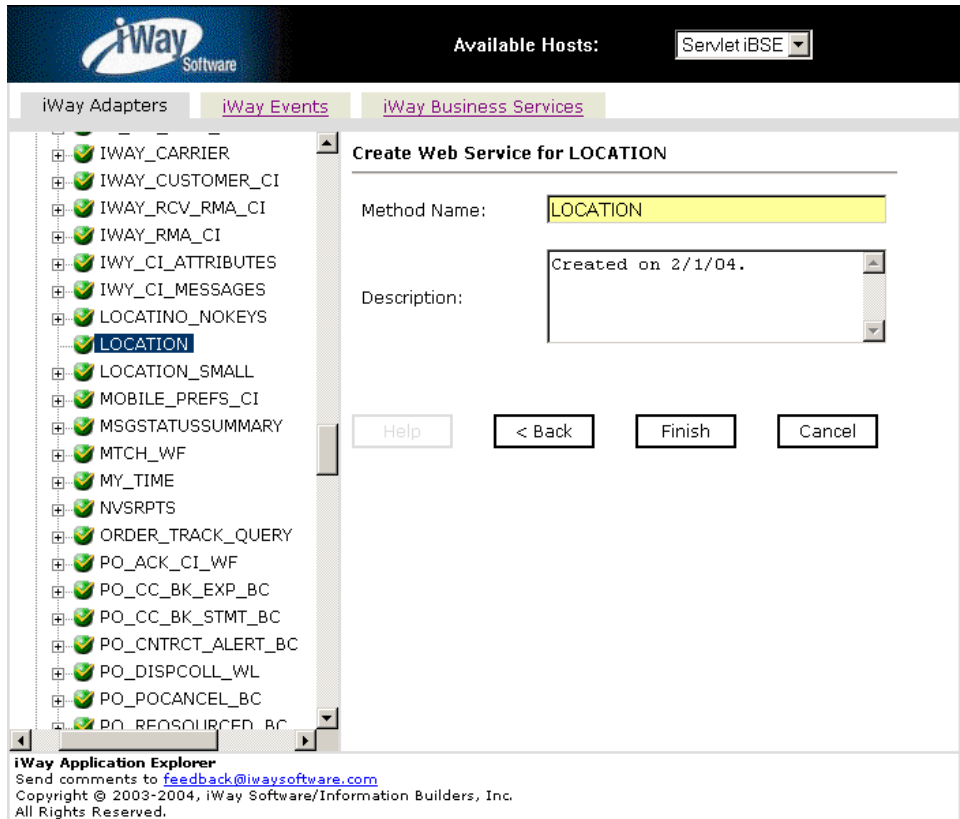 iWay
Software
Available Hosts:
Servlet iBSE
iWay Adapters
iWay Events
iWay Business Services
IWAY_CARRIER
IWAY_CUSTOMER_CI
IWAY_RCV_RMA_CI
IWAY_RMA_CI
IWY_CI_ATTRIBUTES
IWY_CI_MESSAGES
LOCATINO_NOKEYS
LOCATION
LOCATION_SMALL
MOBILE_PREFS_CI
MSGSTATUSSUMMARY
MTCH_WF
MY_TIME
NVSRPTS
ORDER_TRACK_QUERY
PO_ACK_CI_WF
PO_CC_BK_EXP_BC
PO_CC_BK_STMT_BC
PO_CNTRCT_ALERT_BC
PO_DISPCOLL_WL
PO_POCANCEL_BC
PO_REQSOURCED_BC
Create Web Service for LOCATION
Method Name:
LOCATION
Description:
Created on 2/1/04.
Help
< Back
Finish
Cancel
iWay Application Explorer
Send comments to feedback@iwaysoftware.com
Copyright © 2003-2004, iWay Software/Information Builders, Inc.
All Rights Reserved.